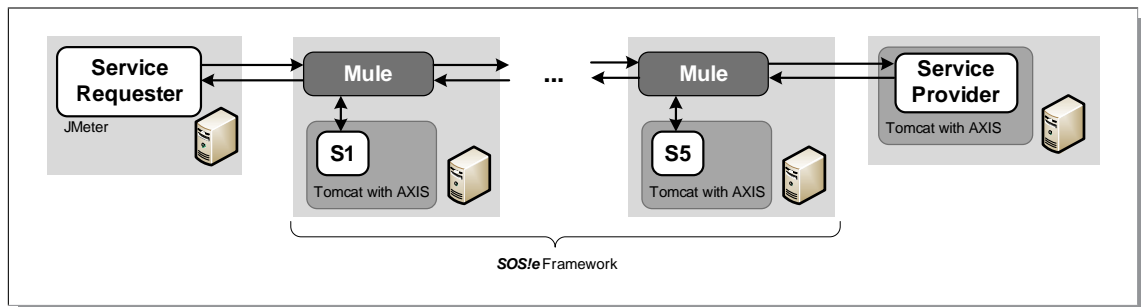 Service
Requester
JMeter
Mule
S1
Tomcat with AXIS
...
Mule
S5
Tomcat with AXIS
Service
Provider
Tomcat with AXIS
SOS!e Framework